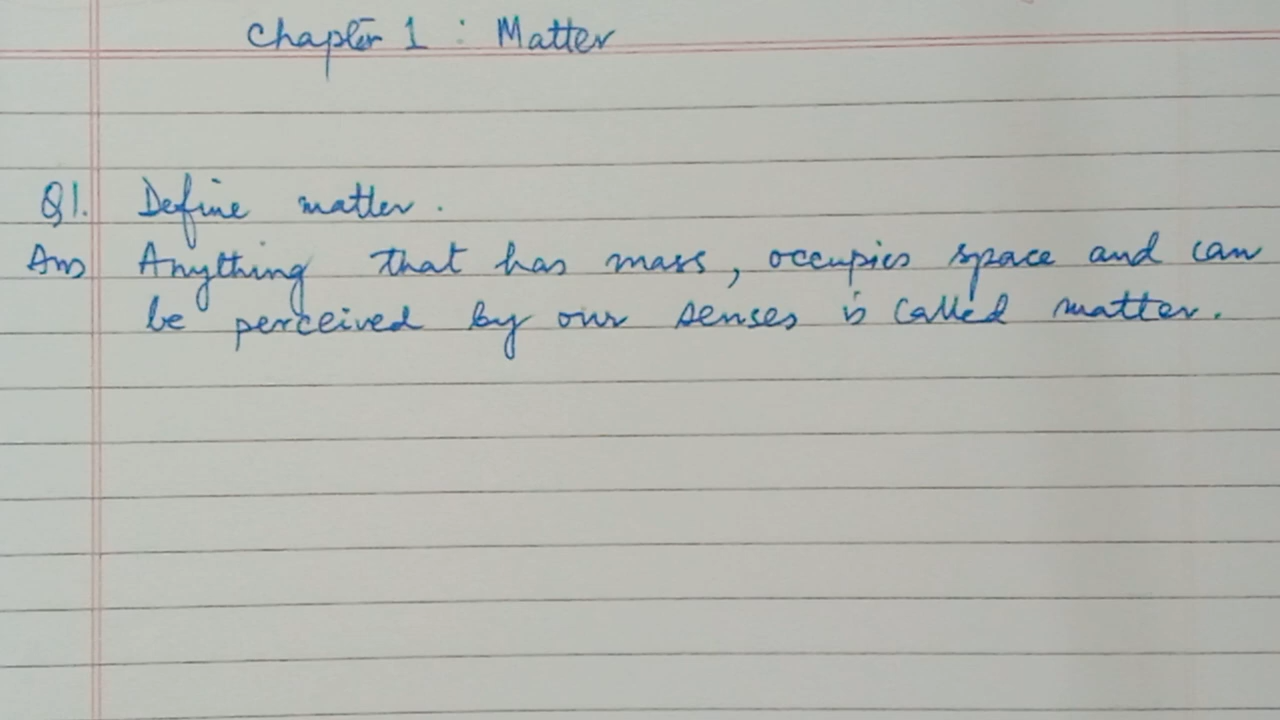 Chapter 1 : Matter
Q1. Define matter.
Ans Anything that has mass, occupies space and can
be perceived by our senses is called matter.